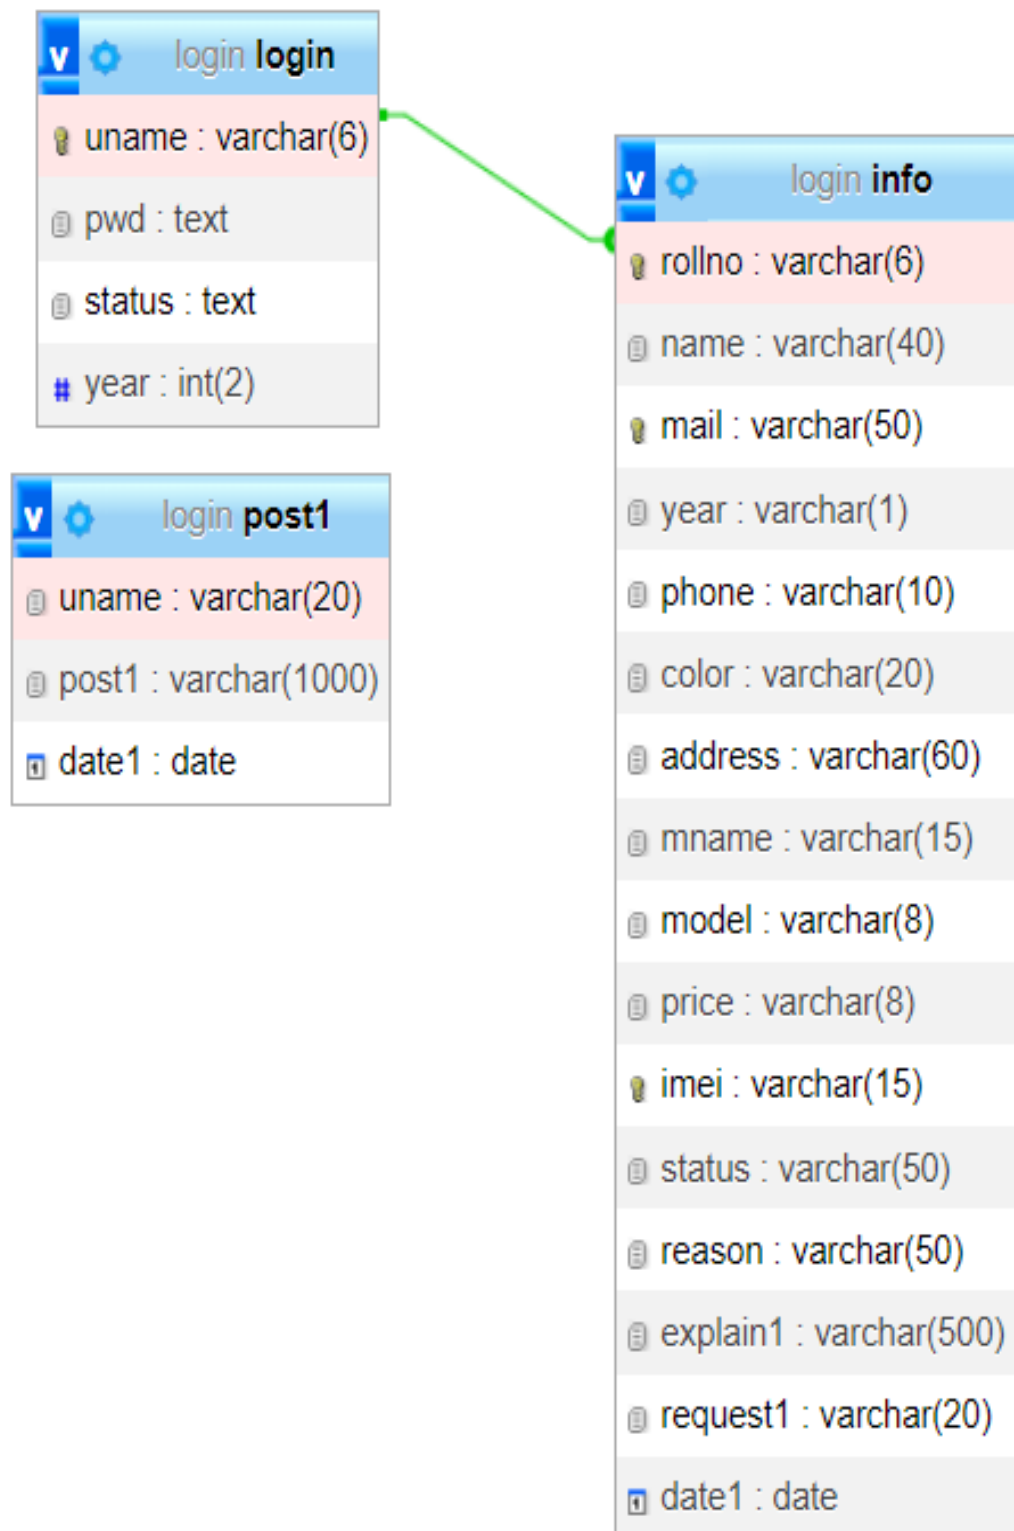 v login login
uname : varchar(6)
pwd : text
status : text
# year : int(2)
v login post1
uname : varchar(20)
post1 : varchar(1000)
date1 : date
v login info
rollno : varchar(6)
name : varchar(40)
mail : varchar(50)
year : varchar(1)
phone : varchar(10)
color : varchar(20)
address : varchar(60)
mname : varchar(15)
model : varchar(8)
price : varchar(8)
imei : varchar(15)
status : varchar(50)
reason : varchar(50)
explain1 : varchar(500)
request1 : varchar(20)
date1 : date